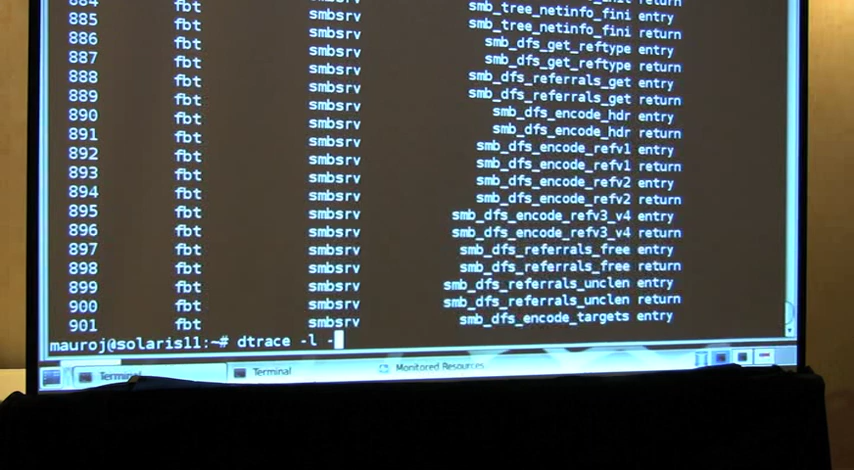 884 fbt
885 fbt smbsrv smb_tree_netinfo_fini entry
886 fbt smbsrv smb_tree_netinfo_fini return
887 fbt smbsrv smb_dfs_get_reftype entry
888 fbt smbsrv smb_dfs_get_reftype return
889 fbt smbsrv smb_dfs_referrals_get entry
890 fbt smbsrv smb_dfs_referrals_get return
891 fbt smbsrv smb_dfs_encode_hdr entry
892 fbt smbsrv smb_dfs_encode_hdr return
893 fbt smbsrv smb_dfs_encode_refv1 entry
894 fbt smbsrv smb_dfs_encode_refv1 return
895 fbt smbsrv smb_dfs_encode_refv2 entry
896 fbt smbsrv smb_dfs_encode_refv2 return
897 fbt smbsrv smb_dfs_encode_refv3_v4 entry
898 fbt smbsrv smb_dfs_encode_refv3_v4 return
899 fbt smbsrv smb_dfs_referrals_free entry
900 fbt smbsrv smb_dfs_referrals_free return
901 fbt smbsrv smb_dfs_referrals_unclen entry
smb_dfs_referrals_unclen return
smb_dfs_encode_targets entry
mauroj@solaris11:~# dtrace -l -
Terminal Terminal Monitored Resources